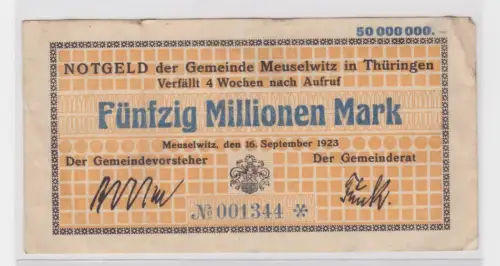 50 000 000.–
NOTGELD der Gemeinde Meuselwitz in Thüringen
Verfällt 4 Wochen nach Aufruf
Fünfzig Millionen Mark
Meuselwitz, den 16. September 1923
Der Gemeindevorsteher Der Gemeinderat
№ 001344 *